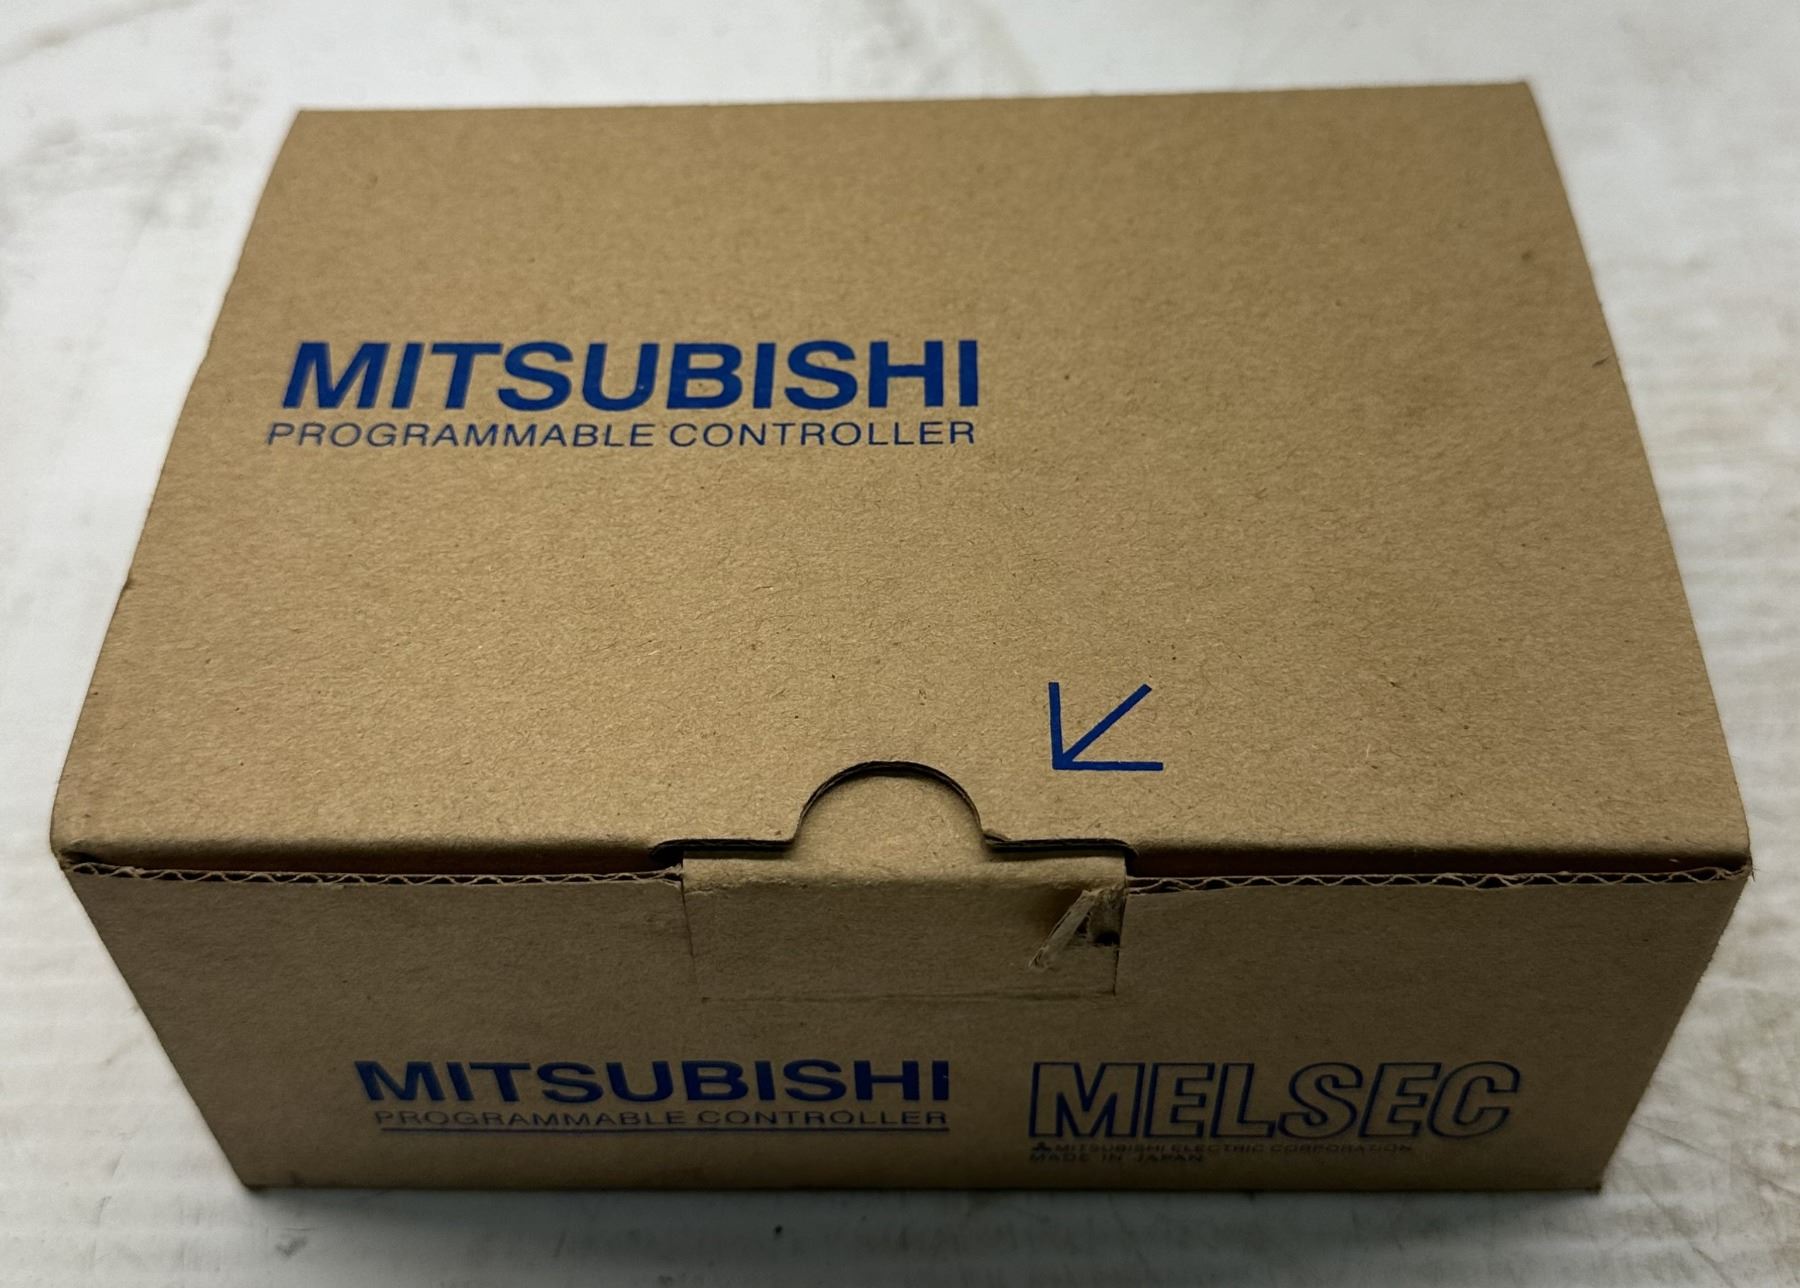 MITSUBISHI
PROGRAMMABLE CONTROLLER
MITSUBISHI
PROGRAMMABLE CONTROLLER
MELSEC
MITSUBISHI ELECTRIC CORPORATION
MADE IN JAPAN